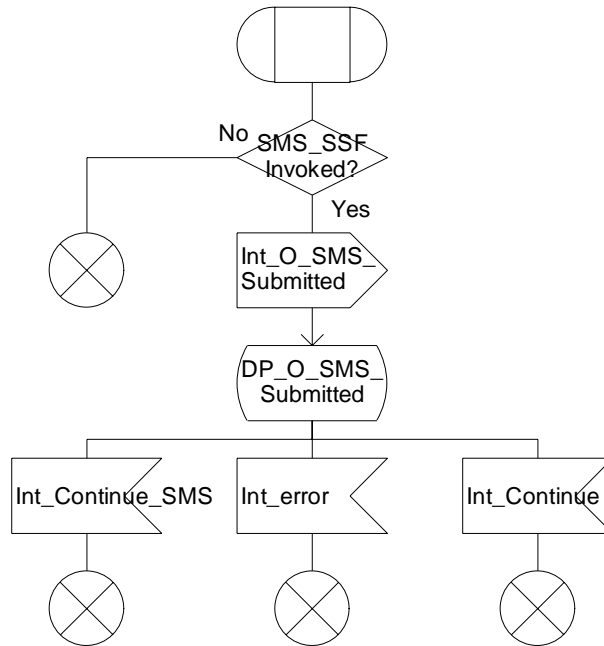 No
SMS_SSF
Invoked?
Yes
Int_O_SMS_
Submitted
DP_O_SMS_
Submitted
Int_Continue_SMS
Int_error
Int_Continue